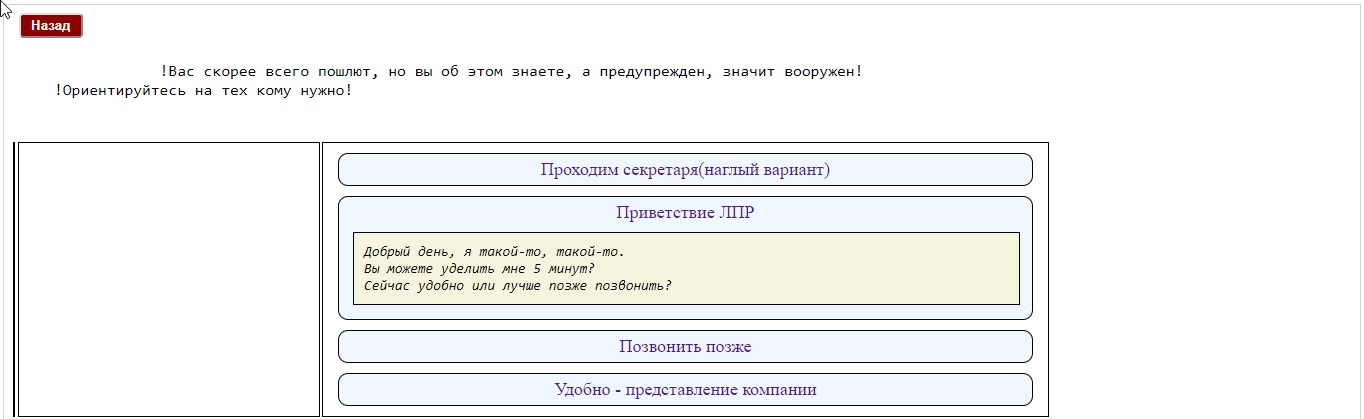 Назад
!Вас скорее всего пошлют, но вы об этом знаете, а предупрежден, значит вооружен!
!Ориентируйтесь на тех кому нужно!
Проходим секретаря(наглый вариант)
Приветствие ЛПР
Добрый день, я такой-то, такой-то.
Вы можете уделить мне 5 минут?
Сейчас удобно или лучше позже позвонить?
Позвонить позже
Удобно - представление компании